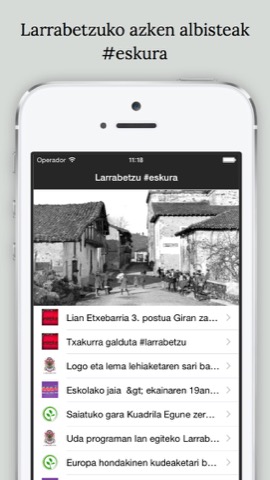 Larrabetzuko azken albisteak
#eskura
Operador 11:18
Larrabetzu #eskura
Lian Etxebarria 3. postua Giran za...
Txakurra galduta #larrabetzu
Logo eta lema lehiaketaren sari ba...
Eskolako jaia &gt; ekainaren 19an...
Saiatuko gara Kuadrila Egune zer...
Uda programan lan egiteko Larrab...
Europa hondakinen kudeaketari b...